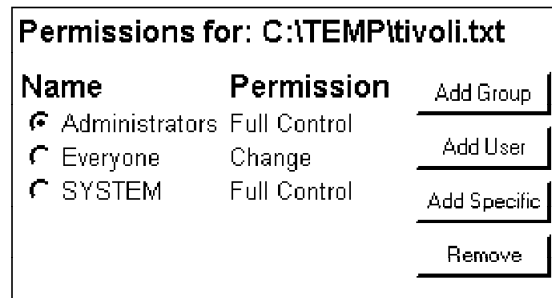 Permissions for: C:\TEMP\tivoli.txt
Name Permission
Administrators Full Control
Everyone Change
SYSTEM Full Control
Add Group
Add User
Add Specific
Remove